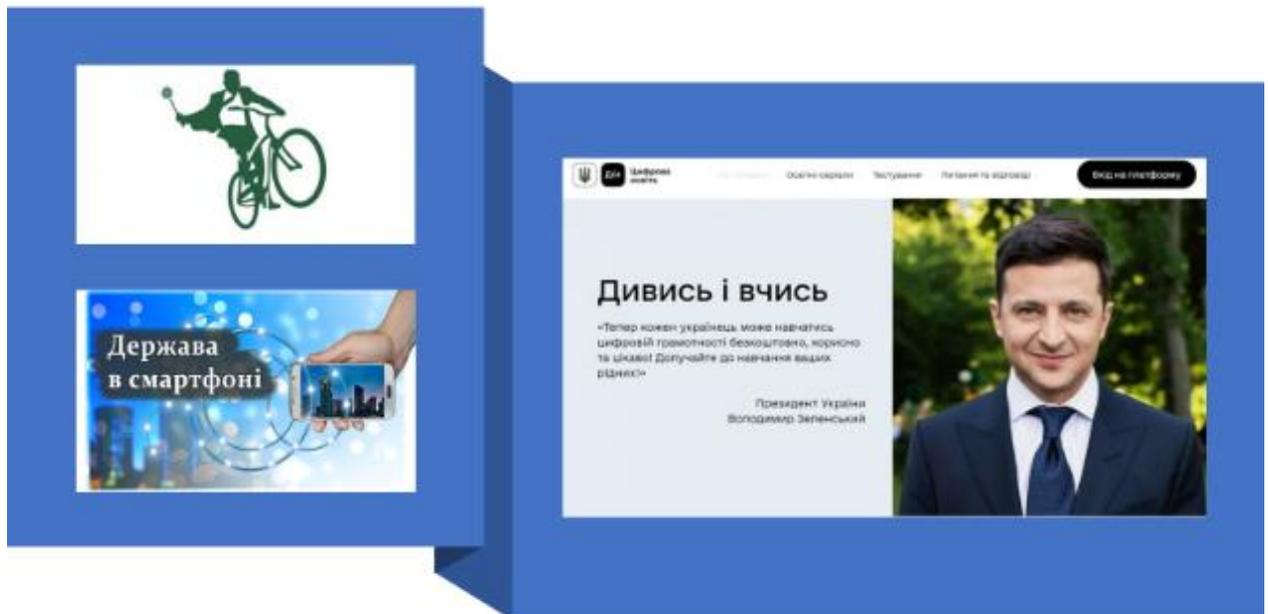 Держава
в смартфоні
Дія
Цифрова
освіта
Освітні серіали
Тестування
Питання та відповіді
Вхід на платформу
Дивись і вчись
«Тепер кожен українець може навчатись
цифровій грамотності безкоштовно, корисно
та цікаво! Долучайте до навчання ваших
рідних!»
Президент України
Володимир Зеленський